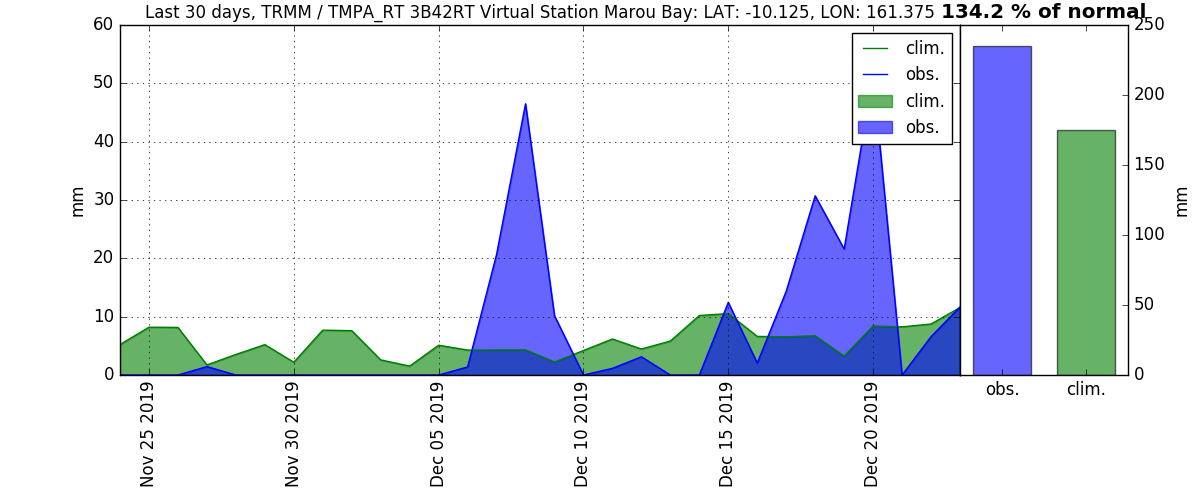 Last 30 days, TRMM / TMPA_RT 3B42RT Virtual Station Marou Bay: LAT: -10.125, LON: 161.375 134.2 % of normal
60
50
40
30
20
10
0
mm
clim.
obs.
clim.
obs.
Nov 25 2019
Nov 30 2019
Dec 05 2019
Dec 10 2019
Dec 15 2019
Dec 20 2019
250
200
150
100
50
0
mm
obs.
clim.